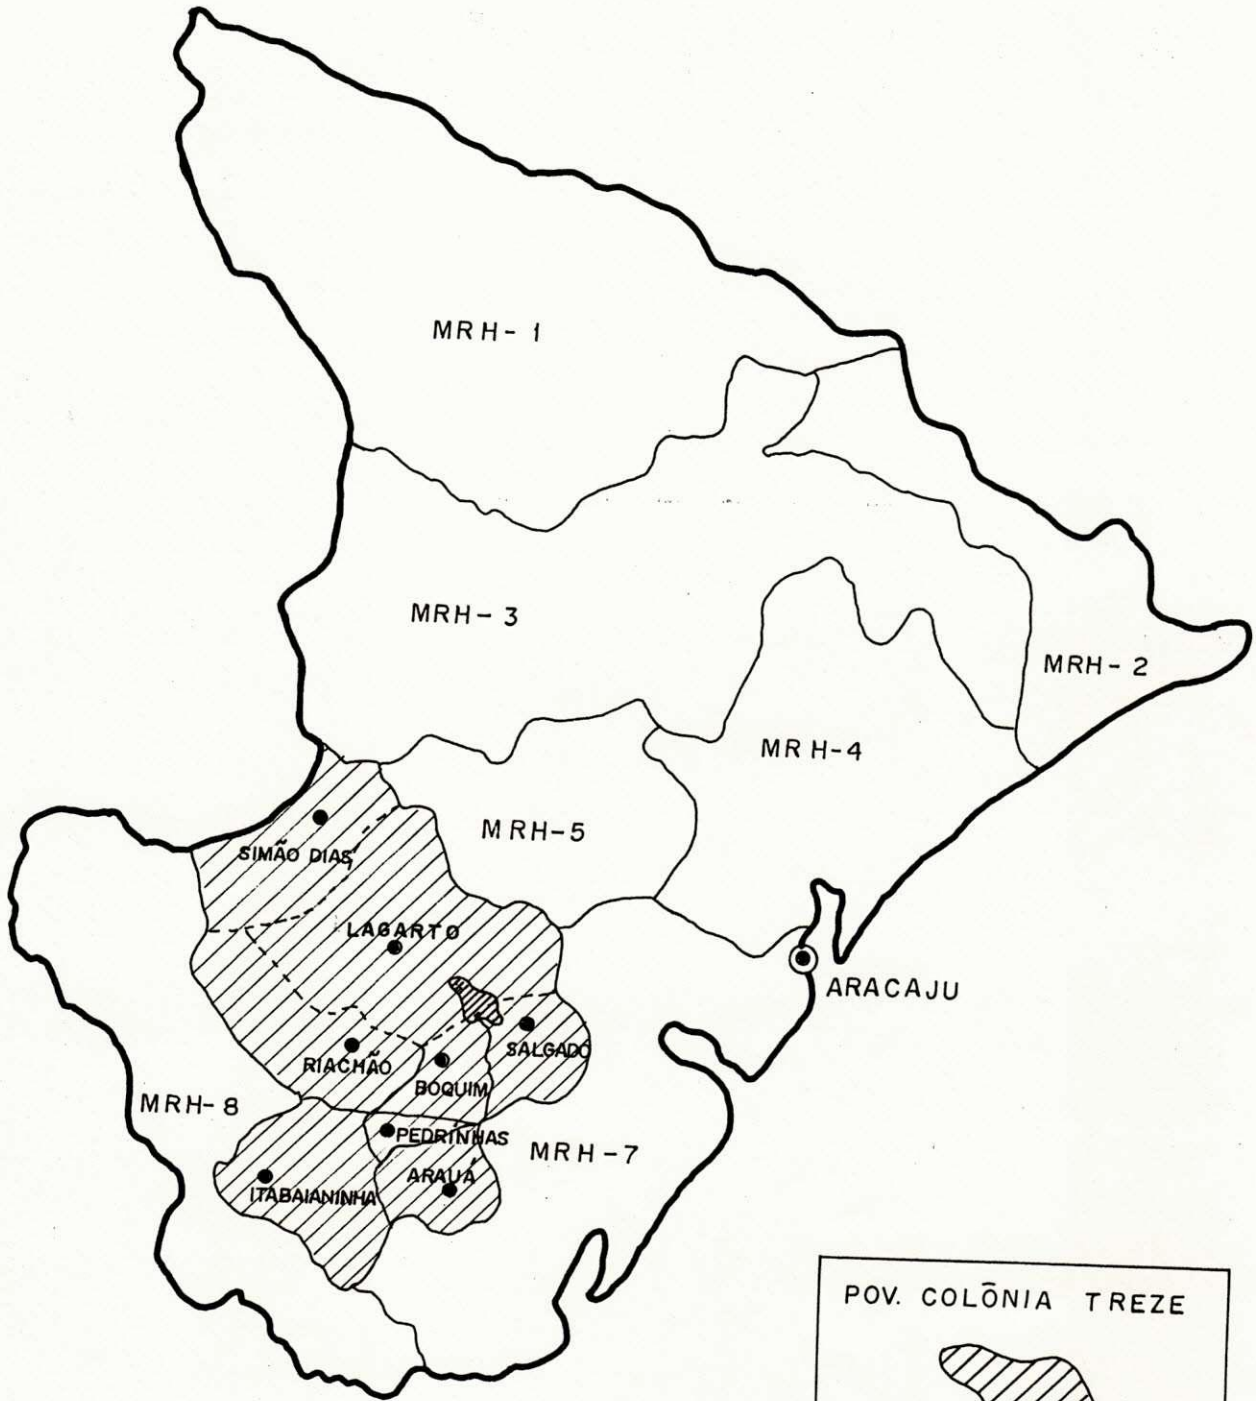 MRH-1
MRH-3
MRH-2
MRH-4
MRH-5
SIMÃO DIAS
LAGARTO
ARACAJU
SALGADO
RIACHÃO
BOQUIM
MRH-8
PEDRINHAS
MRH-7
ARAUÁ
ITABAIANINHA
POV. COLÔNIA TREZE